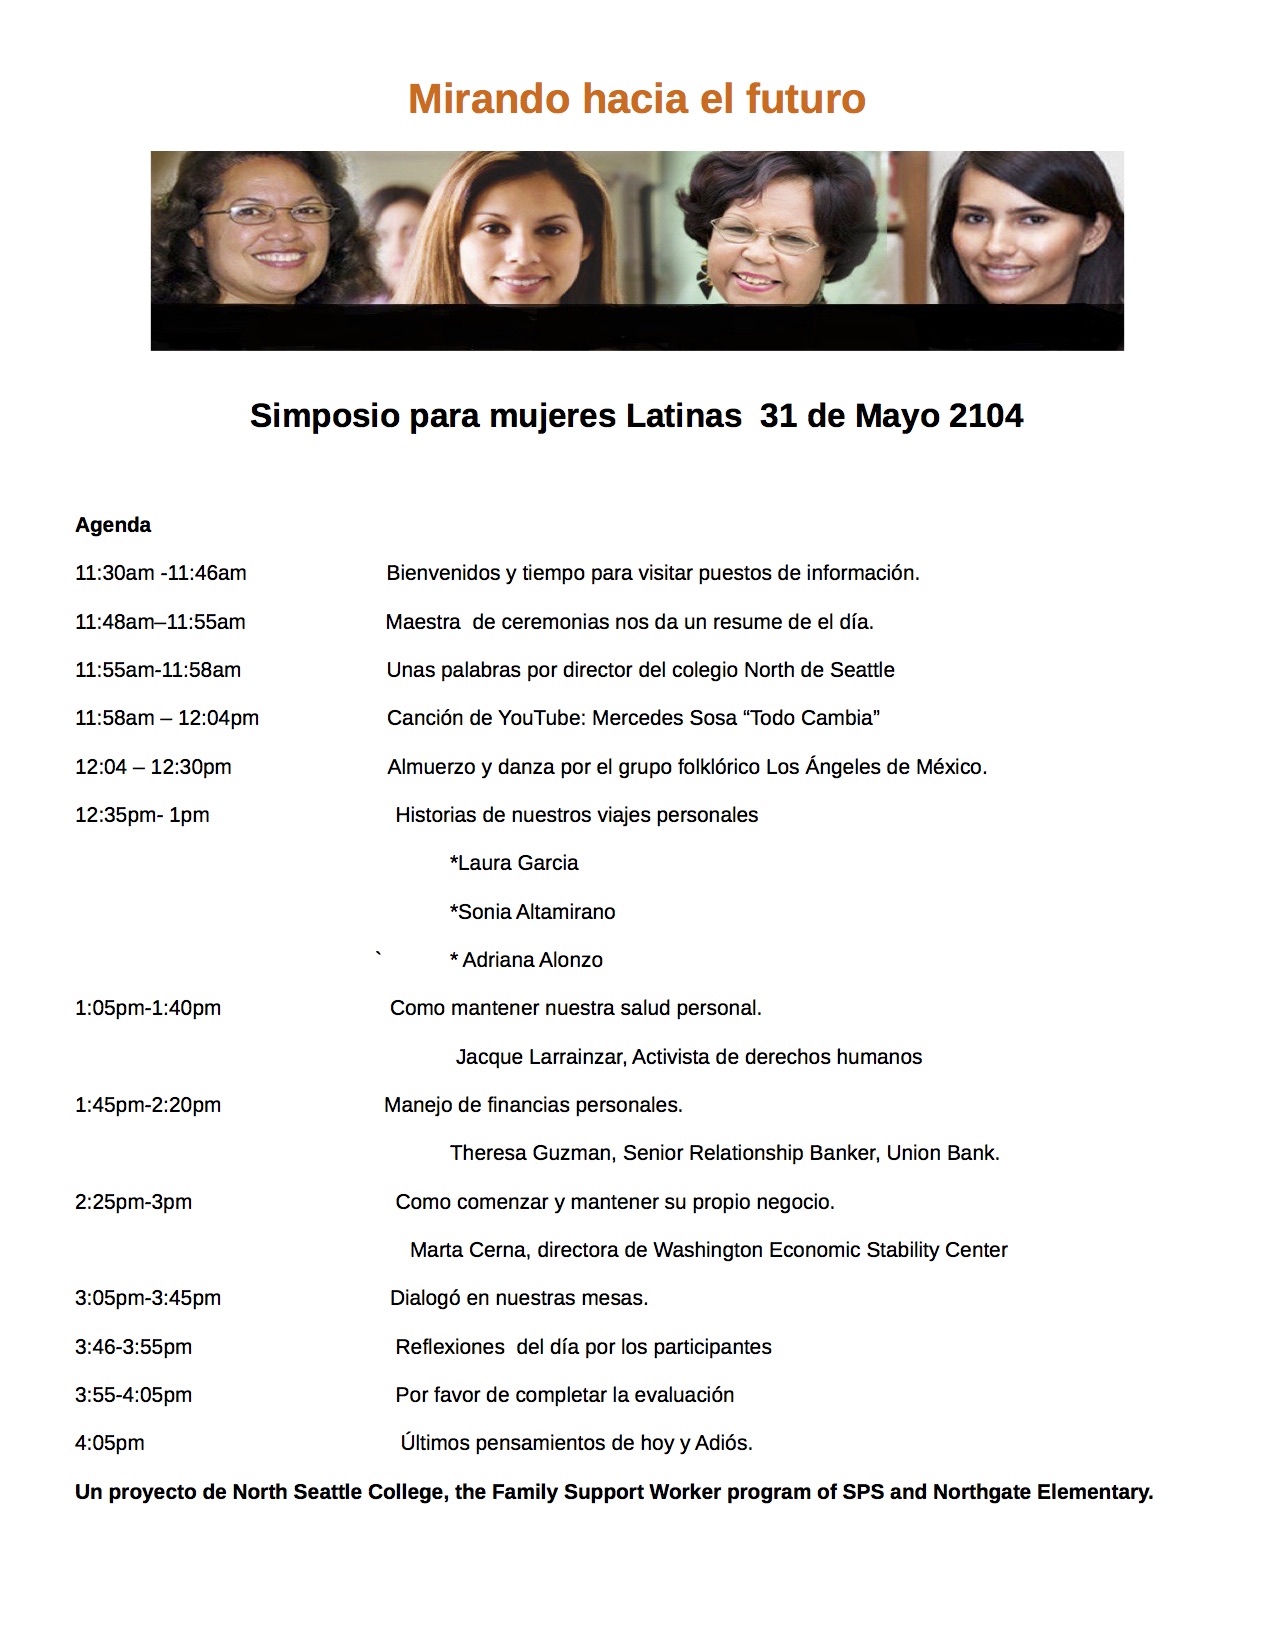 Mirando hacia el futuro
Simposio para mujeres Latinas  31 de Mayo 2104
Agenda
11:30am -11:46am Bienvenidos y tiempo para visitar puestos de información.
11:48am–11:55am Maestra  de ceremonias nos da un resume de el día.
11:55am-11:58am Unas palabras por director del colegio North de Seattle
11:58am – 12:04pm Canción de YouTube: Mercedes Sosa “Todo Cambia”
12:04 – 12:30pm Almuerzo y danza por el grupo folklórico Los Ángeles de México.
12:35pm- 1pm Historias de nuestros viajes personales
*Laura Garcia
*Sonia Altamirano
` * Adriana Alonzo
1:05pm-1:40pm Como mantener nuestra salud personal.
Jacque Larrainzar, Activista de derechos humanos
1:45pm-2:20pm Manejo de financias personales.
Theresa Guzman, Senior Relationship Banker, Union Bank.
2:25pm-3pm Como comenzar y mantener su propio negocio.
Marta Cerna, directora de Washington Economic Stability Center
3:05pm-3:45pm Dialogó en nuestras mesas.
3:46-3:55pm Reflexiones  del día por los participantes
3:55-4:05pm Por favor de completar la evaluación
4:05pm Últimos pensamientos de hoy y Adiós.
Un proyecto de North Seattle College, the Family Support Worker program of SPS and Northgate Elementary.